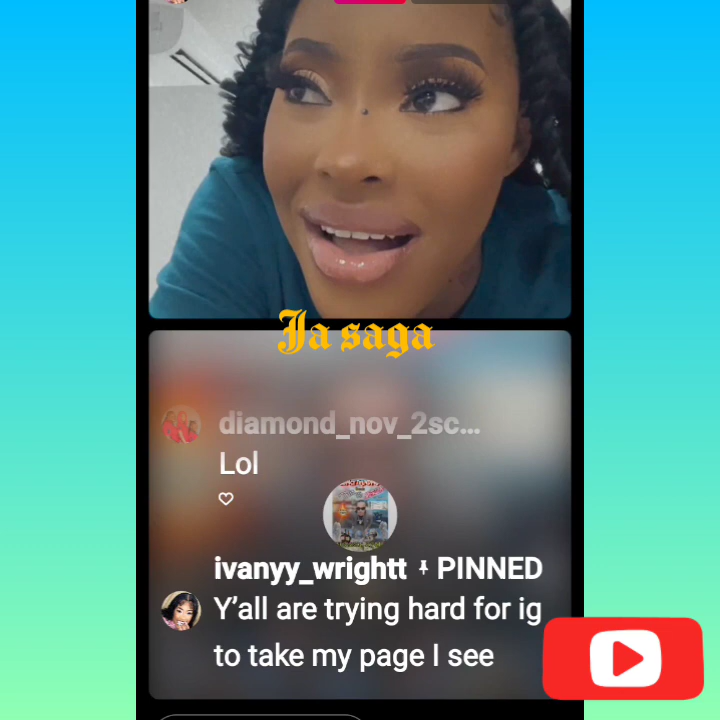 Ja saga
diamond_nov_2sc...
Lol
ivanyy_wrightt PINNED
Y'all are trying hard for ig
to take my page I see